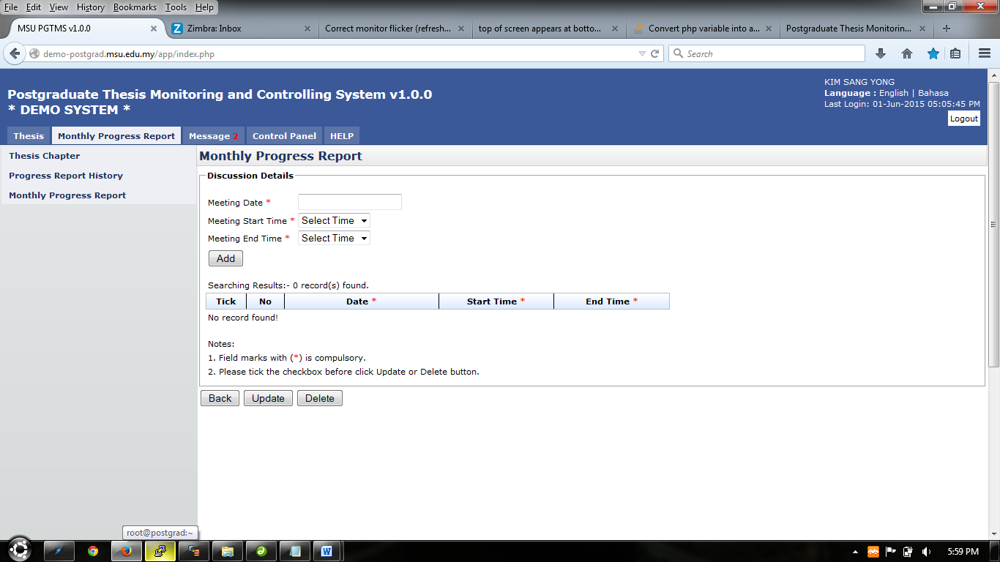 File Edit View History Bookmarks Tools Help
MSU PGTMS v1.0.0
Zimbra: Inbox
Correct monitor flicker (refresh...
top of screen appears at botto...
Convert php variable into a...
Postgraduate Thesis Monitorin...
demo-postgrad.msu.edu.my/app/index.php
Search
Postgraduate Thesis Monitoring and Controlling System v1.0.0
* DEMO SYSTEM *
KIM SANG YONG
Language : English | Bahasa
Last Login: 01-Jun-2015 05:05:45 PM
Logout
Thesis
Monthly Progress Report
Message 2
Control Panel
HELP
Thesis Chapter
Progress Report History
Monthly Progress Report
Monthly Progress Report
Discussion Details
Meeting Date *
Meeting Start Time * Select Time
Meeting End Time * Select Time
Add
Searching Results:- 0 record(s) found.
Tick No Date * Start Time * End Time *
No record found!
Notes:
1. Field marks with (*) is compulsory.
2. Please tick the checkbox before click Update or Delete button.
Back Update Delete
root@postgrad:~
5:59 PM